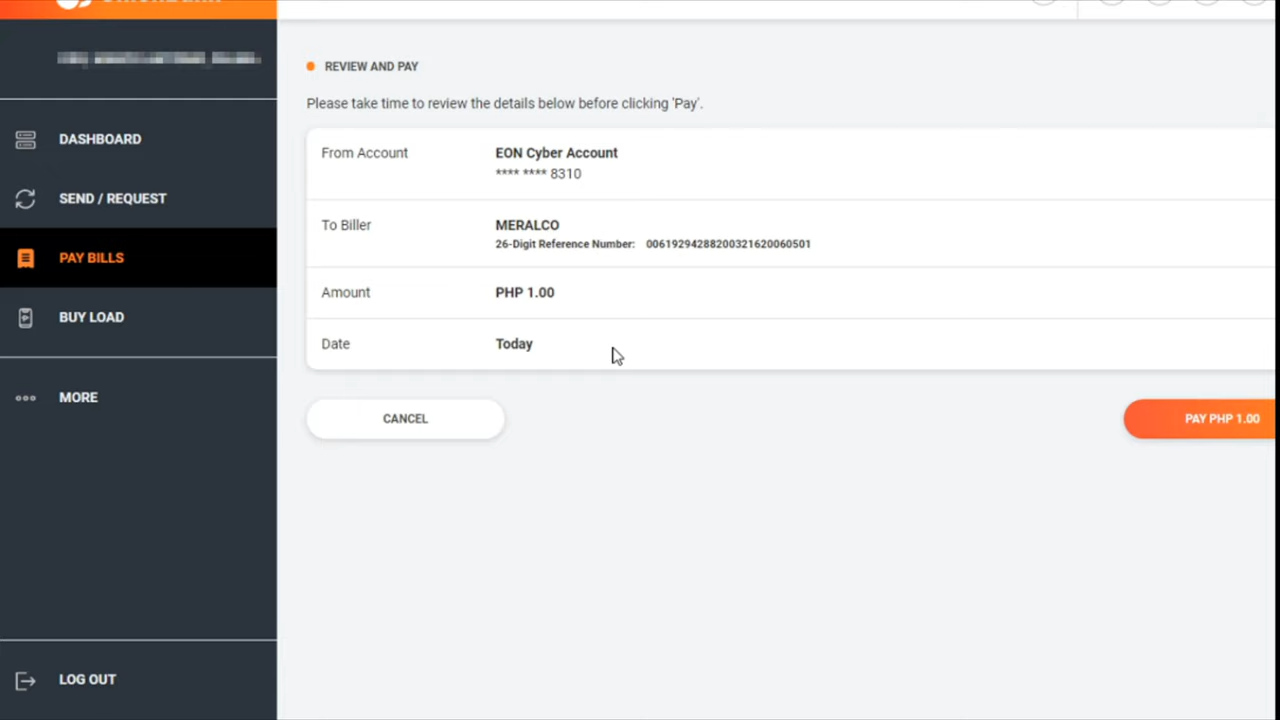 REVIEW AND PAY
Please take time to review the details below before clicking 'Pay'.
DASHBOARD
SEND / REQUEST
PAY BILLS
BUY LOAD
MORE
LOG OUT
From Account EON Cyber Account
**** **** 8310
To Biller MERALCO
26-Digit Reference Number: 00619294288200321620060501
Amount PHP 1.00
Date Today
CANCEL PAY PHP 1.00